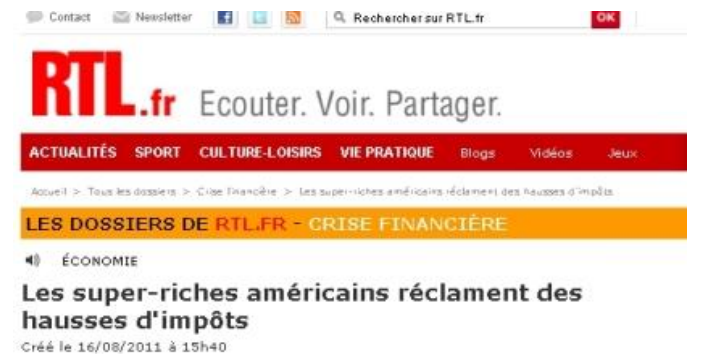 Contact Newsletter Rechercher sur RTL.fr OK
RTL.fr Ecouter. Voir. Partager.
ACTUALITÉS SPORT CULTURE-LOISIRS VIE PRATIQUE Blogs Vidéos Jeux
Accueil > Tous les dossiers > Crise financière > Les super-riches américains réclament des hausses d'impôts
LES DOSSIERS DE RTL.FR - CRISE FINANCIÈRE
ÉCONOMIE
Les super-riches américains réclament des
hausses d'impôts
Créé le 16/08/2011 à 15h40